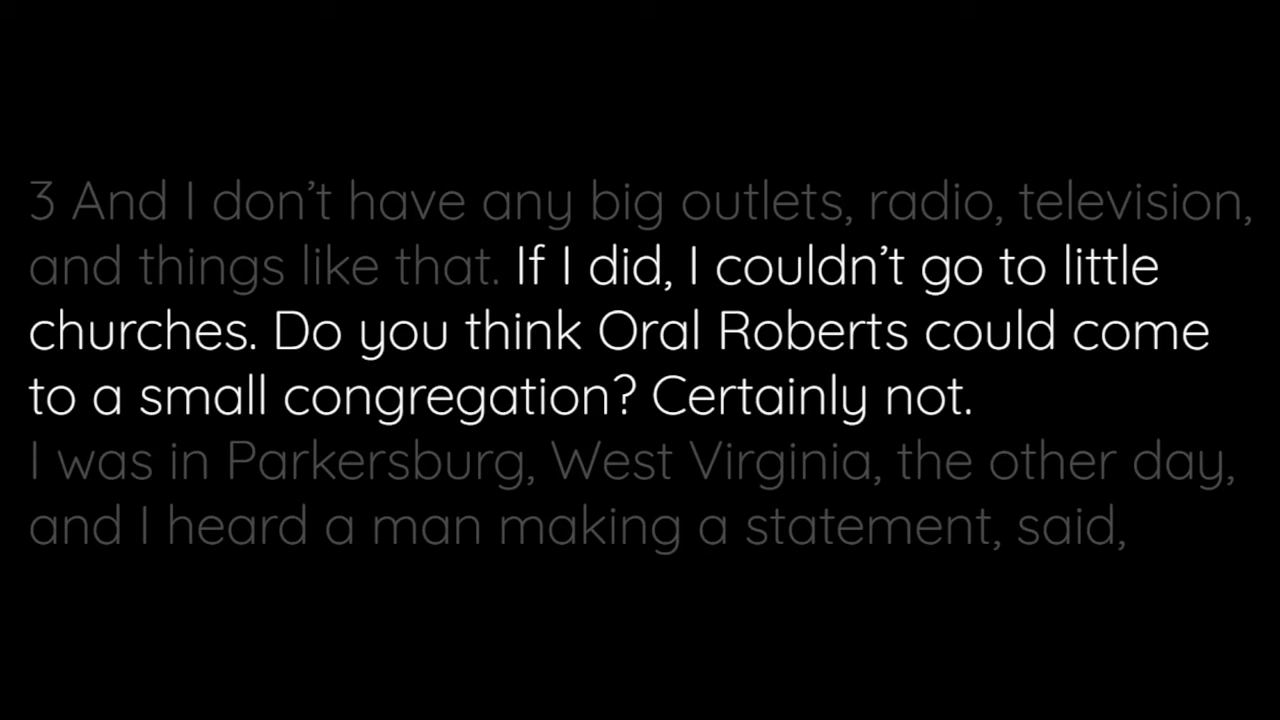 3 And I don’t have any big outlets, radio, television,
and things like that. If I did, I couldn’t go to little
churches. Do you think Oral Roberts could come
to a small congregation? Certainly not.
I was in Parkersburg, West Virginia, the other day,
and I heard a man making a statement, said,